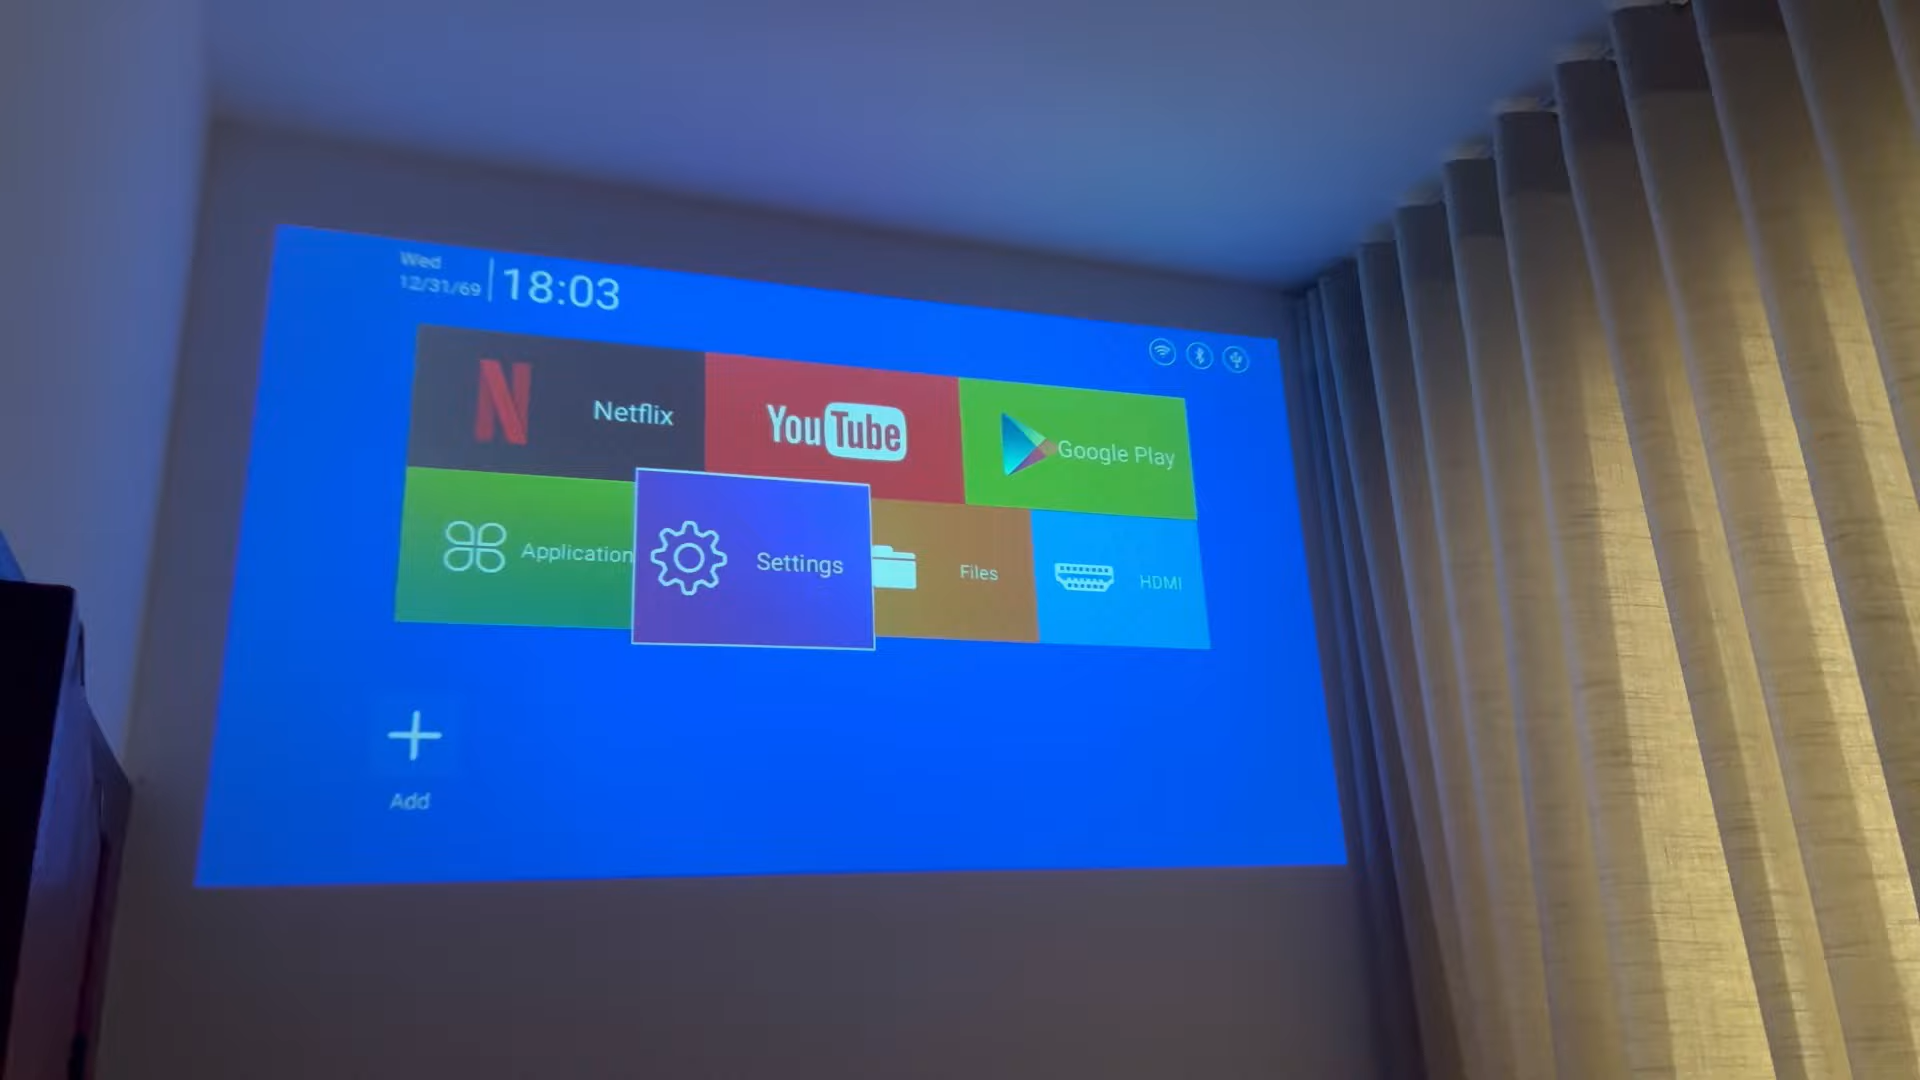 Wed
12/31/69
18:03
N
Netflix
YouTube
Google Play
Application
Settings
Files
HDMI
Add